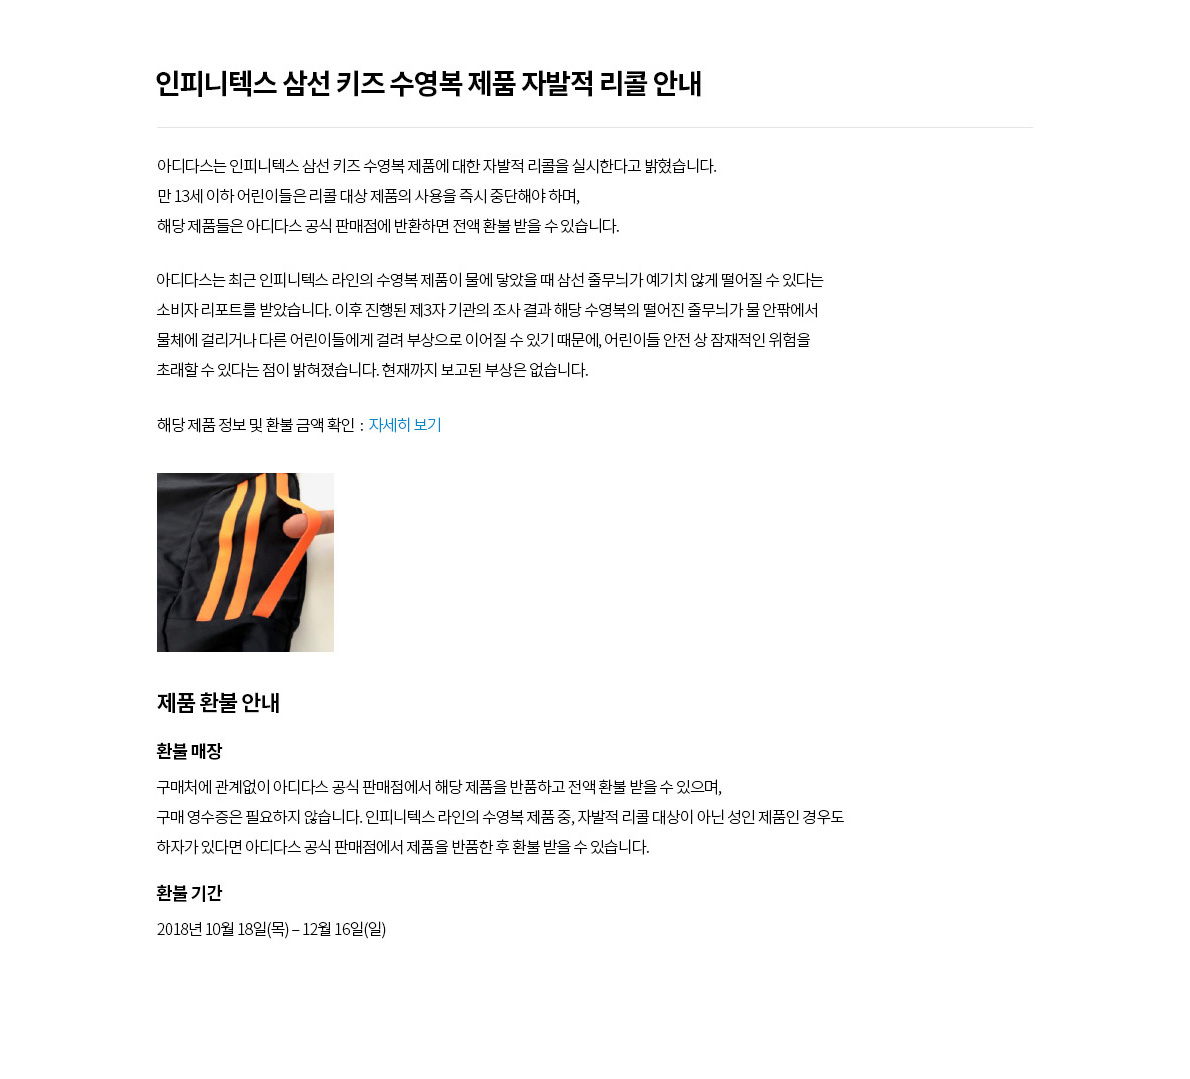 인피니텍스 삼선 키즈 수영복 제품 자발적 리콜 안내
아디다스는 인피니텍스 삼선 키즈 수영복 제품에 대한 자발적 리콜을 실시한다고 밝혔습니다.
만 13세 이하 어린이들은 리콜 대상 제품의 사용을 즉시 중단해야 하며,
해당 제품들은 아디다스 공식 판매점에 반환하면 전액 환불 받을 수 있습니다.
아디다스는 최근 인피니텍스 라인의 수영복 제품이 물에 닿았을 때 삼선 줄무늬가 예기치 않게 떨어질 수 있다는
소비자 리포트를 받았습니다. 이후 진행된 제3자 기관의 조사 결과 해당 수영복의 떨어진 줄무늬가 물 안팎에서
물체에 걸리거나 다른 어린이들에게 걸려 부상으로 이어질 수 있기 때문에, 어린이들 안전 상 잠재적인 위험을
초래할 수 있다는 점이 밝혀졌습니다. 현재까지 보고된 부상은 없습니다.
해당 제품 정보 및 환불 금액 확인 : 자세히 보기
제품 환불 안내
환불 매장
구매처에 관계없이 아디다스 공식 판매점에서 해당 제품을 반품하고 전액 환불 받을 수 있으며,
구매 영수증은 필요하지 않습니다. 인피니텍스 라인의 수영복 제품 중, 자발적 리콜 대상이 아닌 성인 제품인 경우도
하자가 있다면 아디다스 공식 판매점에서 제품을 반품한 후 환불 받을 수 있습니다.
환불 기간
2018년 10월 18일(목) – 12월 16일(일)